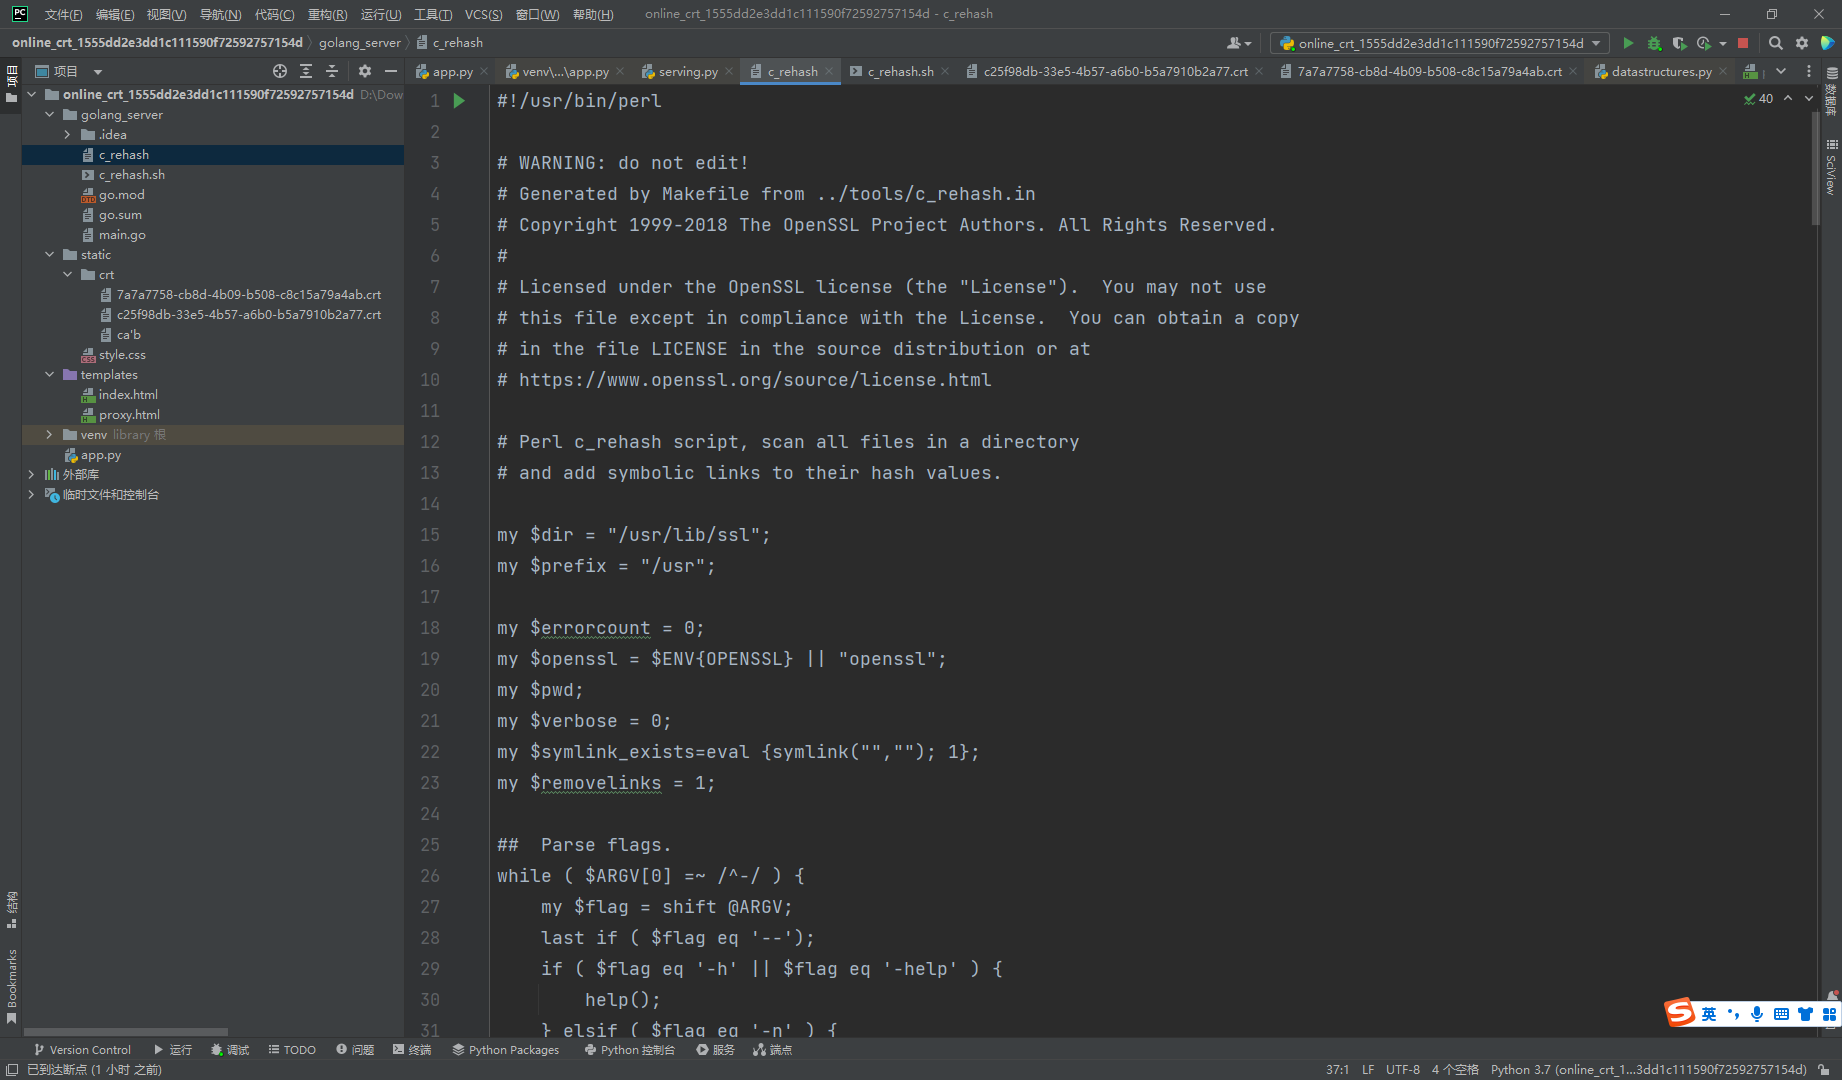 PC 文件(F) 编辑(E) 视图(V) 导航(N) 代码(C) 重构(R) 运行(U) 工具(T) VCS(S) 窗口(W) 帮助(H) online_crt_1555dd2e3dd1c111590f72592757154d - c_rehash
online_crt_1555dd2e3dd1c111590f72592757154d golang_server c_rehash online_crt_1555dd2e3dd1c111590f72592757154d
项目
app.py venv\...\app.py serving.py c_rehash c_rehash.sh c25f98db-33e5-4b57-a6b0-b5a7910b2a77.crt 7a7a7758-cb8d-4b09-b508-c8c15a79a4ab.crt datastructures.py
项目
online_crt_1555dd2e3dd1c111590f72592757154d D:\Dow
golang_server
.idea
c_rehash
c_rehash.sh
go.mod
go.sum
main.go
static
crt
7a7a7758-cb8d-4b09-b508-c8c15a79a4ab.crt
c25f98db-33e5-4b57-a6b0-b5a7910b2a77.crt
ca'b
style.css
templates
index.html
proxy.html
venv library 根
app.py
外部库
临时文件和控制台
结构
Bookmarks
1 #!/usr/bin/perl
2
3 # WARNING: do not edit!
4 # Generated by Makefile from ../tools/c_rehash.in
5 # Copyright 1999-2018 The OpenSSL Project Authors. All Rights Reserved.
6 #
7 # Licensed under the OpenSSL license (the "License").  You may not use
8 # this file except in compliance with the License.  You can obtain a copy
9 # in the file LICENSE in the source distribution or at
10 # https://www.openssl.org/source/license.html
11
12 # Perl c_rehash script, scan all files in a directory
13 # and add symbolic links to their hash values.
14
15 my $dir = "/usr/lib/ssl";
16 my $prefix = "/usr";
17
18 my $errorcount = 0;
19 my $openssl = $ENV{OPENSSL} || "openssl";
20 my $pwd;
21 my $verbose = 0;
22 my $symlink_exists=eval {symlink("",""); 1};
23 my $removelinks = 1;
24
25 ##  Parse flags.
26 while ( $ARGV[0] =~ /^-/ ) {
27     my $flag = shift @ARGV;
28     last if ( $flag eq '--');
29     if ( $flag eq '-h' || $flag eq '-help' ) {
30         help();
31     } elsif ( $flag eq '-n' ) {
40
数据库
SciView
英
Version Control 运行 调试 TODO 问题 终端 Python Packages Python 控制台 服务 端点
已到达断点 (1 小时 之前) 37:1 LF UTF-8 4 个空格 Python 3.7 (online_crt_1...3dd1c111590f72592757154d)